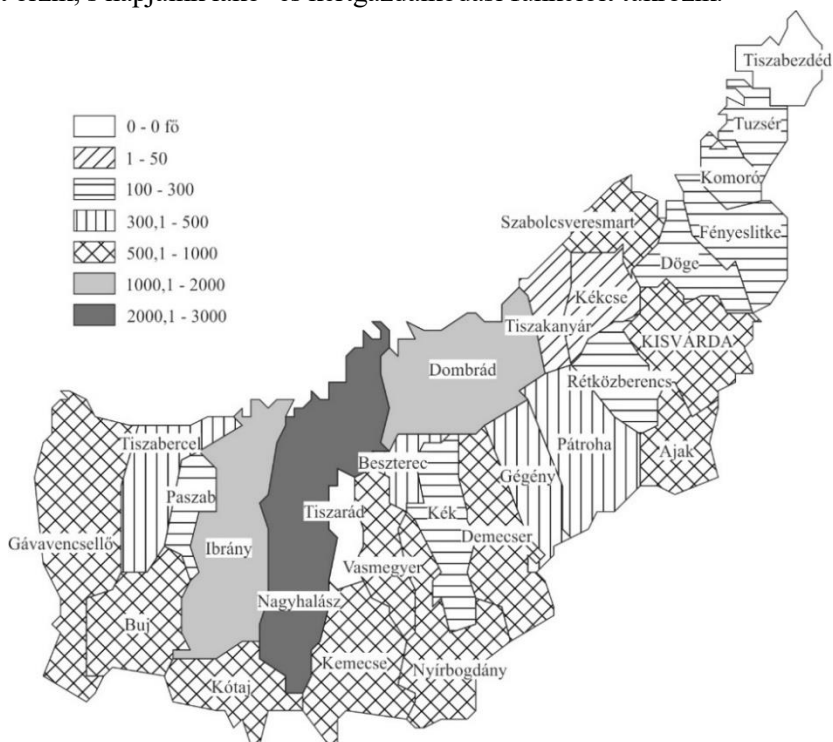 0 - 0 fő
1 - 50
100 - 300
300,1 - 500
500,1 - 1000
1000,1 - 2000
2000,1 - 3000
Tiszabezdéd
Tuzsér
Komoró
Szabolcsveresmart
Fényeslitke
Döge
Kékcse
Tiszakanyár
KISVÁRDA
Dombrád
Rétközberencs
Tiszabercel
Beszterec
Pátroha
Ajak
Gégény
Paszab
Tiszarád
Kék
Demecser
Gávavencsellő
Ibrány
Vasmegyer
Nagyhalász
Buj
Kemecse
Nyírbogdány
Kótaj